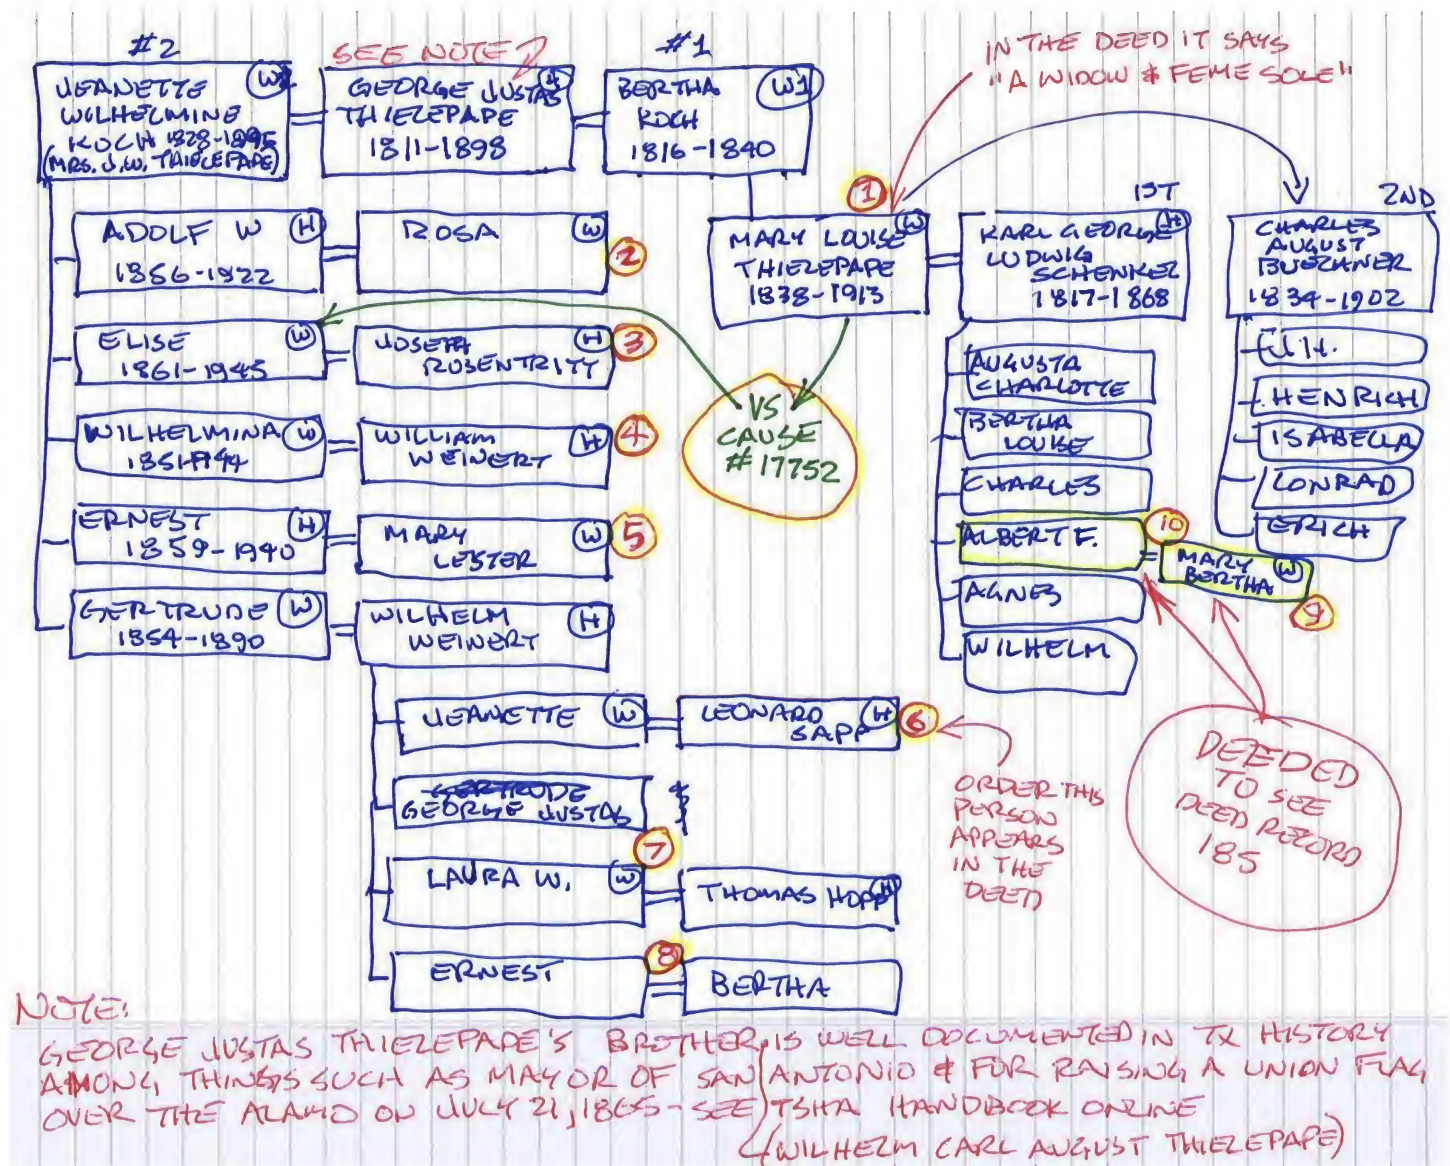 #2
SEE NOTE
#1
IN THE DEED IT SAYS
"A WIDOW & FEME SOLE"
JEANETTE
WILHELMINE
KOCH 1828-1895
(MRS. J.W. THIELEPAPE)
W
GEORGE JUSTAS
THIELEPAPE
1811-1898
H
BERTHA
KOCH
1816-1840
W1
1
1ST
2ND
ADOLF W
1856-1922
H
ROSA
W
2
MARY LOUISE
THIELEPAPE
1838-1913
W
KARL GEORGE
LUDWIG
SCHENKEL
1817-1868
H
CHARLES
AUGUST
BUECHNER
1834-1902
ELISE
1861-1945
W
JOSEPH
ROSENTRITT
H
3
WILHELMINA
1851-1944
W
WILLIAM
WEINERT
H
4
ERNEST
1859-1940
H
MARY
LESTER
W
5
GERTRUDE
1854-1890
W
WILHELM
WEINERT
H
VS
CAUSE
#17752
AUGUSTA
CHARLOTTE
BERTHA
LOUISE
CHARLES
ALBERT F.
10
MARY
BERTHA
W
9
AGNES
WILHELM
HENRICH
ISABELLA
CONRAD
ERICH
JEANETTE
W
LEONARD
SAPP
H
6
GERTRUDE
GEORGE JUSTAS
7
LAURA W.
W
THOMAS HOPP
H
8
ERNEST
BERTHA
ORDER THIS
PERSON
APPEARS
IN THE
DEED
DEEDED
TO SEE
DEED RECORD
185
NOTE:
GEORGE JUSTAS THIELEPAPE'S BROTHER, IS WELL DOCUMENTED IN TX HISTORY
AMONG THINGS SUCH AS MAYOR OF SAN ANTONIO & FOR RAISING A UNION FLAG
OVER THE ALAMO ON JULY 21, 1865 - SEE TSHA HANDBOOK ONLINE
(WILHELM CARL AUGUST THIELEPAPE)